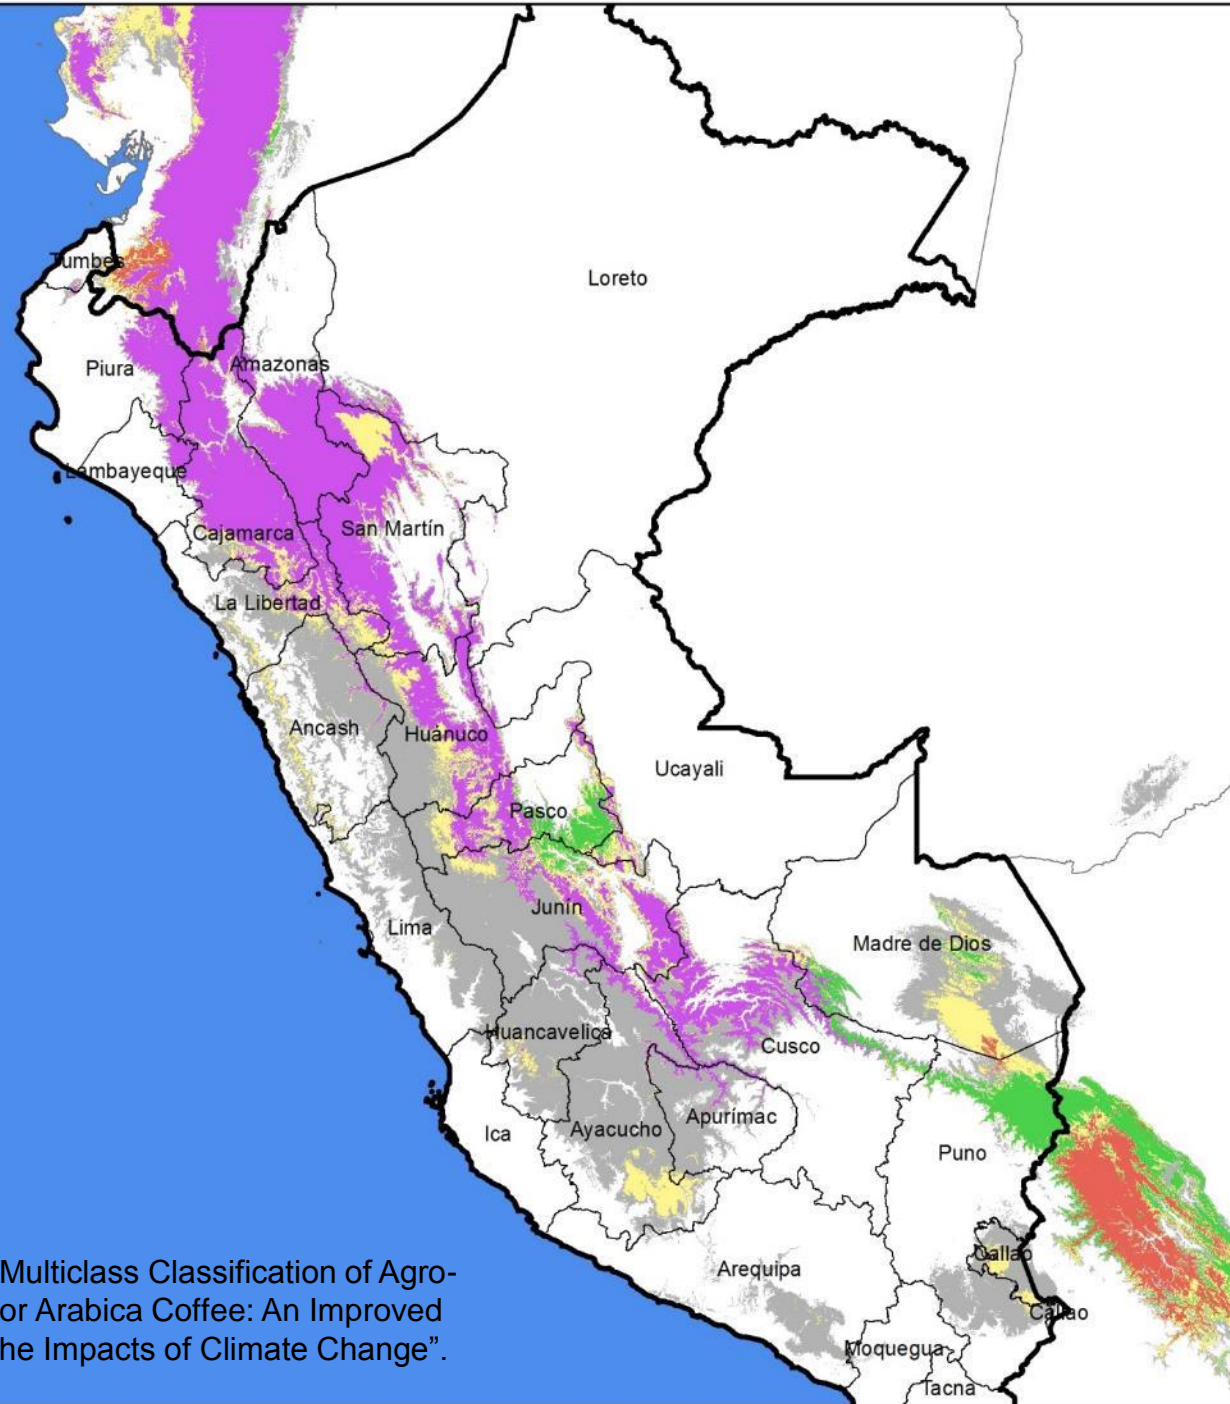 Tumbes
Loreto
Piura
Amazonas
Lambayeque
Cajamarca
San Martín
La Libertad
Ancash
Huánuco
Ucayali
Pasco
Junín
Lima
Madre de Dios
Huancavelica
Cusco
Ica
Ayacucho
Apurímac
Puno
Callao
Arequipa
Callao
Moquegua
Tacna
Multiclass Classification of Agro-
or Arabica Coffee: An Improved
he Impacts of Climate Change”.